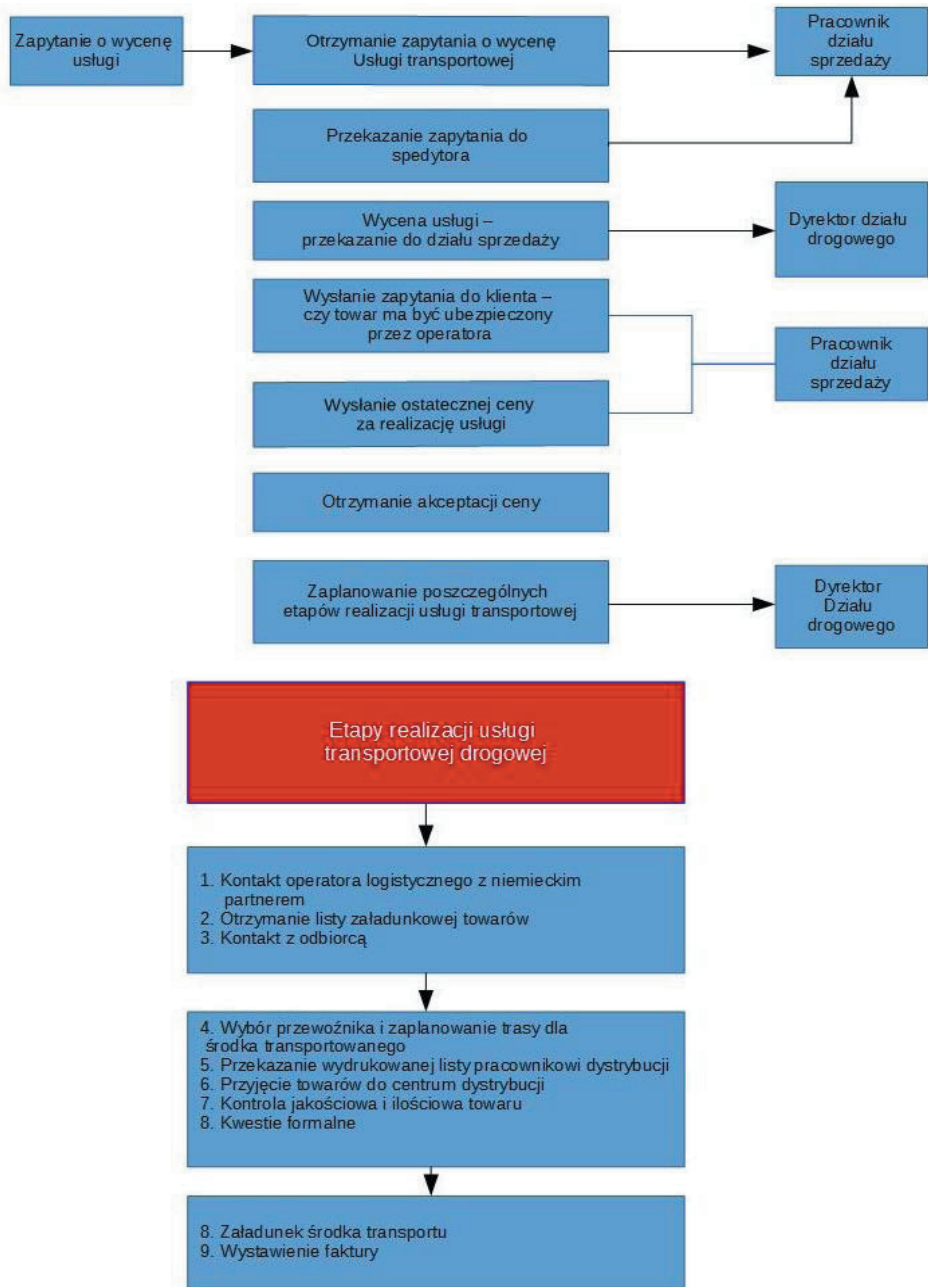 Zapytanie o wycenę
usługi
Otrzymanie zapytania o wycenę
Usługi transportowej
Pracownik
działu
sprzedaży
Przekazanie zapytania do
spedytora
Wycena usługi –
przekazanie do działu sprzedaży
Dyrektor działu
drogowego
Wysłanie zapytania do klienta –
czy towar ma być ubezpieczony
przez operatora
Pracownik
działu
sprzedaży
Wysłanie ostatecznej ceny
za realizację usługi
Otrzymanie akceptacji ceny
Zaplanowanie poszczególnych
etapów realizacji usługi transportowej
Dyrektor
Działu
drogowego
Etapy realizacji usługi
transportowej drogowej
1. Kontakt operatora logistycznego z niemieckim
partnerem
2. Otrzymanie listy załadunkowej towarów
3. Kontakt z odbiorcą
4. Wybór przewoźnika i zaplanowanie trasy dla
środka transportowanego
5. Przekazanie wydrukowanej listy pracownikowi dystrybucji
6. Przyjęcie towarów do centrum dystrybucji
7. Kontrola jakościowa i ilościowa towaru
8. Kwestie formalne
8. Załadunek środka transportu
9. Wystawienie faktury